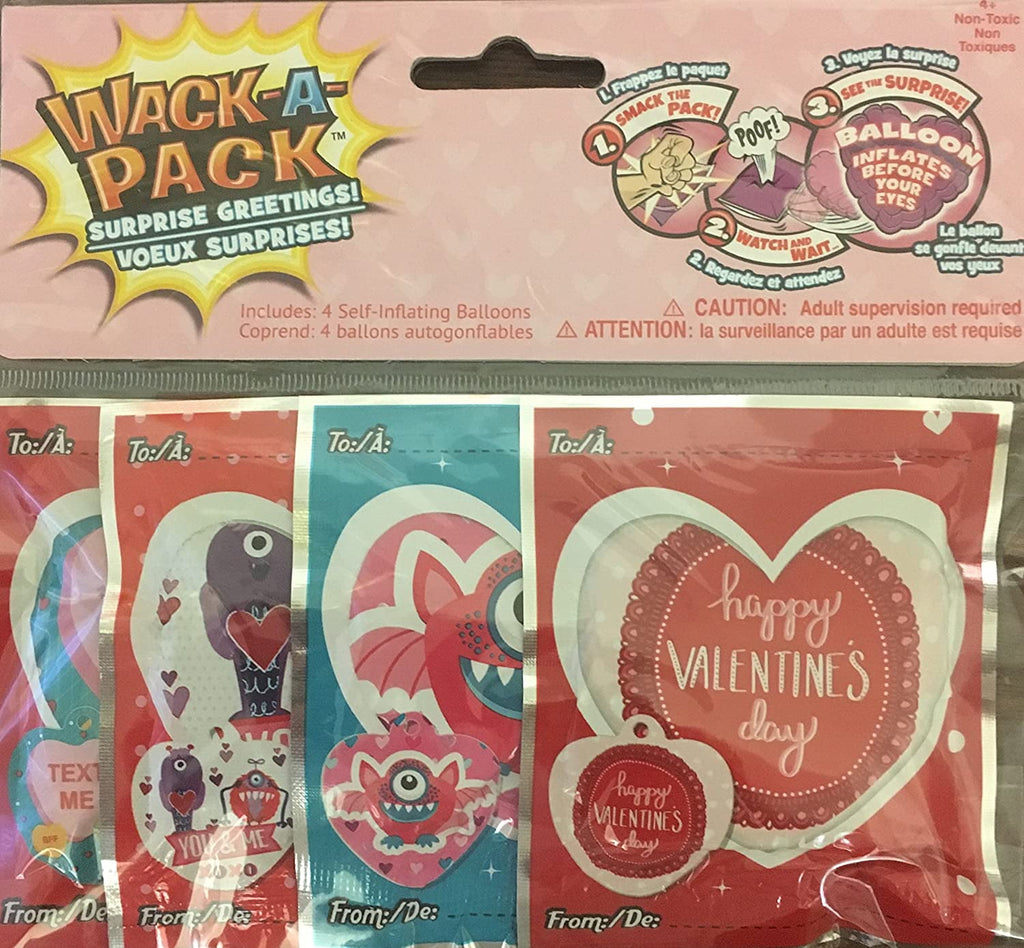 WACK-A-
PACK™
SURPRISE GREETINGS!
VOEUX SURPRISES!
4+
Non-Toxic
Non
Toxiques
1. Frappez le paquet
1. SMACK THE
PACK!
POOF!
2. WATCH AND
WAIT...
2. Regardez et attendez
3. Voyez la surprise
3. SEE THE SURPRISE!
BALLOON
INFLATES
BEFORE
YOUR
EYES
Le ballon
se gonfle devant
vos yeux
Includes: 4 Self-Inflating Balloons
Coprend: 4 ballons autogonflables
⚠ CAUTION: Adult supervision required
⚠ ATTENTION: la surveillance par un adulte est requise
To:/À:
TEXT
ME
BFF
From:/De:
To:/À:
YOU & ME
XOXO
From:/De:
To:/À:
From:/De:
To:/À:
happy
VALENTINE'S
day
happy
VALENTINE'S
day
From:/De: